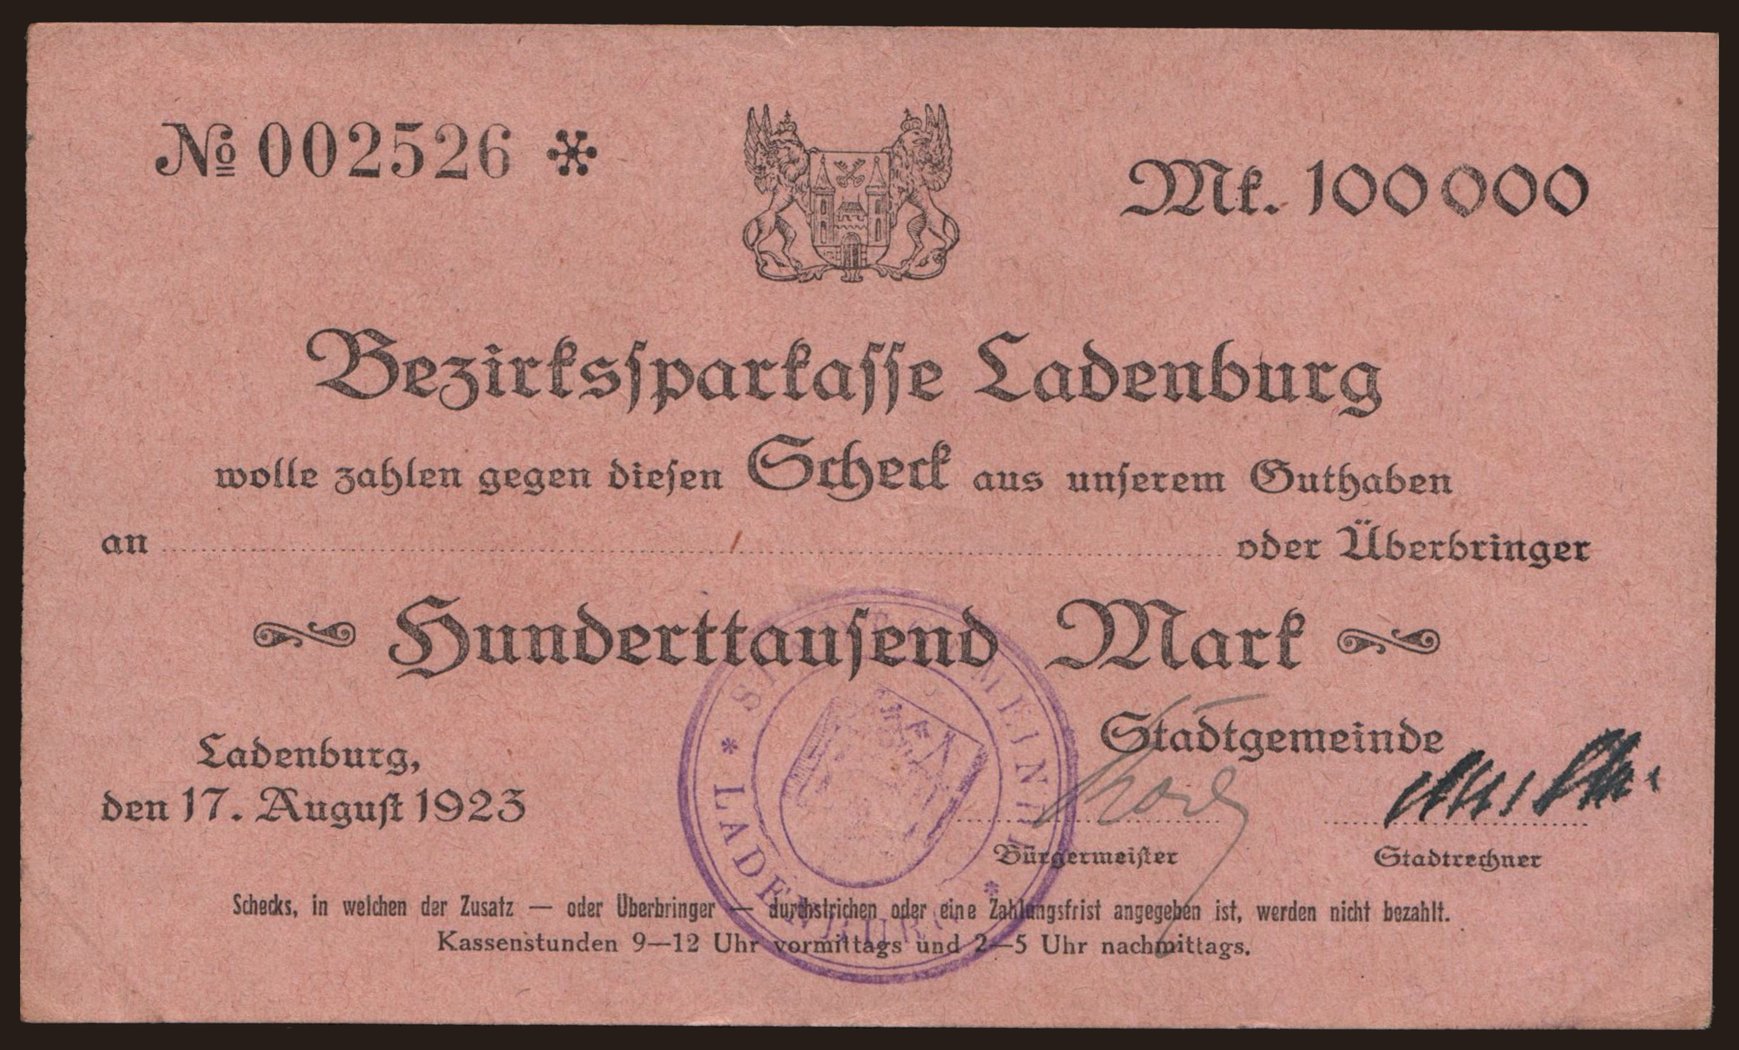 № 002526 *
Mk. 100000
Bezirkssparkasse Ladenburg
wolle zahlen gegen diesen Scheck aus unserem Guthaben
an oder Überbringer
Hunderttausend Mark
Ladenburg,
den 17. August 1923
Stadtgemeinde
Bürgermeister
Stadtrechner
* LADENBURG *
Schecks, in welchen der Zusatz — oder Überbringer — durchstrichen oder eine Zahlungsfrist angegeben ist, werden nicht bezahlt.
Kassenstunden 9—12 Uhr vormittags und 2—5 Uhr nachmittags.